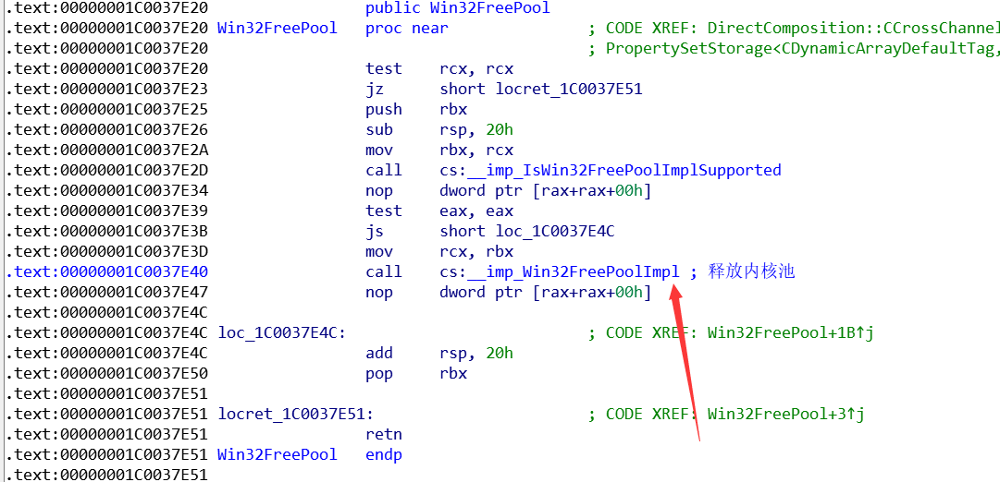 .text:00000001C0037E20 public Win32FreePool
.text:00000001C0037E20 Win32FreePool proc near ; CODE XREF: DirectComposition::CCrossChannel
.text:00000001C0037E20 ; PropertySetStorage<CDynamicArrayDefaultTag,
.text:00000001C0037E20 test rcx, rcx
.text:00000001C0037E23 jz short locret_1C0037E51
.text:00000001C0037E25 push rbx
.text:00000001C0037E26 sub rsp, 20h
.text:00000001C0037E2A mov rbx, rcx
.text:00000001C0037E2D call cs:__imp_IsWin32FreePoolImplSupported
.text:00000001C0037E34 nop dword ptr [rax+rax+00h]
.text:00000001C0037E39 test eax, eax
.text:00000001C0037E3B js short loc_1C0037E4C
.text:00000001C0037E3D mov rcx, rbx
.text:00000001C0037E40 call cs:__imp_Win32FreePoolImpl ; 释放内核池
.text:00000001C0037E47 nop dword ptr [rax+rax+00h]
.text:00000001C0037E4C
.text:00000001C0037E4C loc_1C0037E4C: ; CODE XREF: Win32FreePool+1B↑j
.text:00000001C0037E4C add rsp, 20h
.text:00000001C0037E50 pop rbx
.text:00000001C0037E51
.text:00000001C0037E51 locret_1C0037E51: ; CODE XREF: Win32FreePool+3↑j
.text:00000001C0037E51 retn
.text:00000001C0037E51 Win32FreePool endp
.text:00000001C0037E51